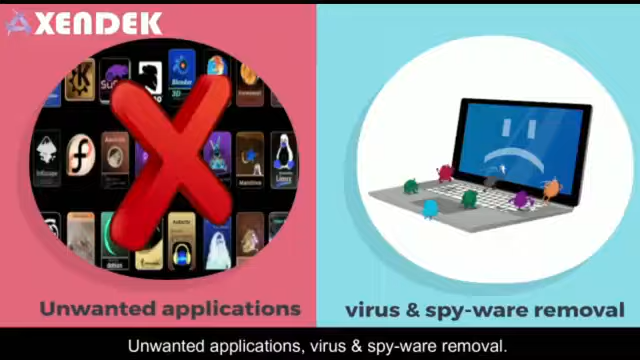 XENDEK
Unwanted applications
virus & spy-ware removal
Unwanted applications, virus & spy-ware removal.